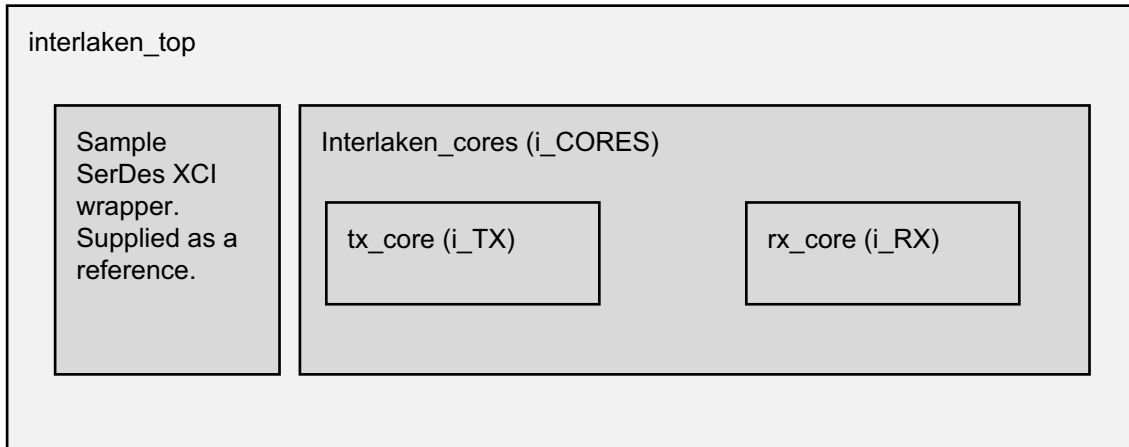 interlaken_top
Sample
SerDes XCI
wrapper.
Supplied as a
reference.
Interlaken_cores (i_CORES)
tx_core (i_TX)
rx_core (i_RX)